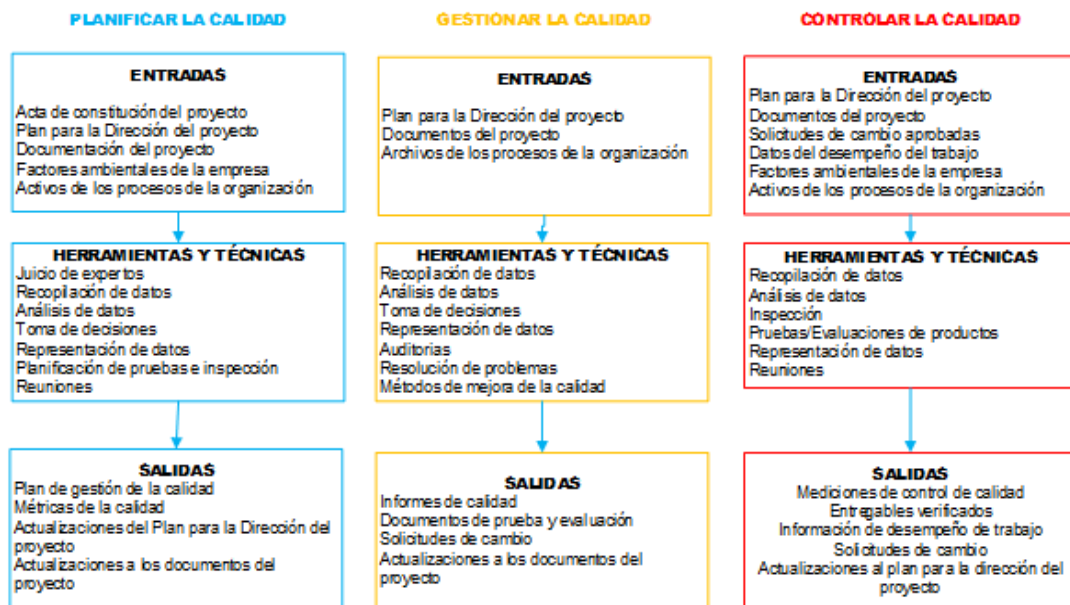 PLANIFICAR LA CALIDAD
ENTRADAS
Acta de constitución del proyecto
Plan para la Dirección del proyecto
Documentación del proyecto
Factores ambientales de la empresa
Activos de los procesos de la organización
HERRAMIENTAS Y TÉCNICAS
Juicio de expertos
Recopilación de datos
Análisis de datos
Toma de decisiones
Representación de datos
Planificación de pruebas e inspección
Reuniones
SALIDAS
Plan de gestión de la calidad
Métricas de la calidad
Actualizaciones del Plan para la Dirección del
proyecto
Actualizaciones a los documentos del
proyecto
GESTIONAR LA CALIDAD
ENTRADAS
Plan para la Dirección del proyecto
Documentos del proyecto
Archivos de los procesos de la organización
HERRAMIENTAS Y TÉCNICAS
Recopilación de datos
Análisis de datos
Toma de decisiones
Representación de datos
Auditorias
Resolución de problemas
Métodos de mejora de la calidad
SALIDAS
Informes de calidad
Documentos de prueba y evaluación
Solicitudes de cambio
Actualizaciones a los documentos del
proyecto
CONTROLAR LA CALIDAD
ENTRADAS
Plan para la Dirección del proyecto
Documentos del proyecto
Solicitudes de cambio aprobadas
Datos del desempeño del trabajo
Factores ambientales de la empresa
Activos de los procesos de la organización
HERRAMIENTAS Y TÉCNICAS
Recopilación de datos
Análisis de datos
Inspección
Pruebas/Evaluaciones de productos
Representación de datos
Reuniones
SALIDAS
Mediciones de control de calidad
Entregables verificados
Información de desempeño de trabajo
Solicitudes de cambio
Actualizaciones al plan para la dirección del
proyecto